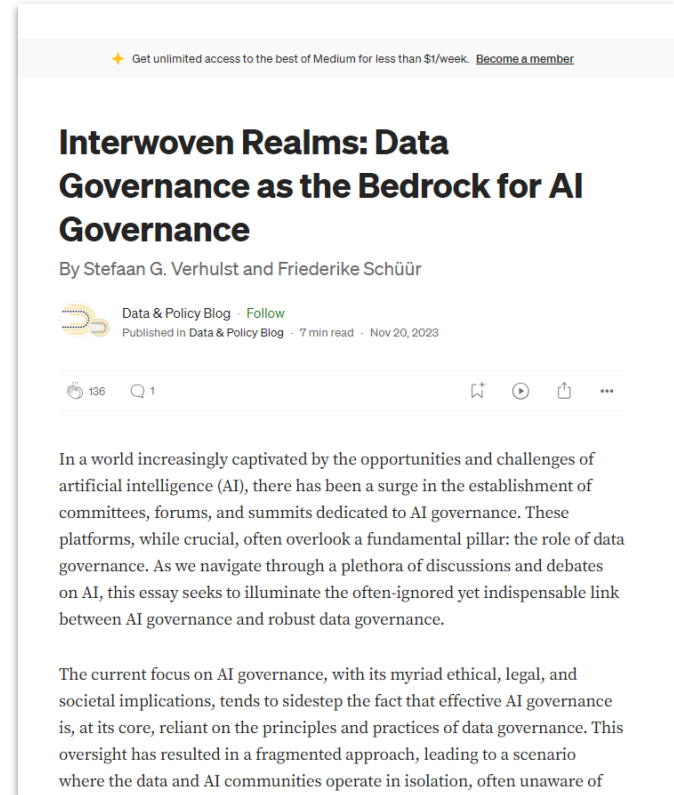 Get unlimited access to the best of Medium for less than $1/week. Become a member
Interwoven Realms: Data
Governance as the Bedrock for AI
Governance
By Stefaan G. Verhulst and Friederike Schüür
Data & Policy Blog · Follow
Published in Data & Policy Blog · 7 min read · Nov 20, 2023
136 1
In a world increasingly captivated by the opportunities and challenges of
artificial intelligence (AI), there has been a surge in the establishment of
committees, forums, and summits dedicated to AI governance. These
platforms, while crucial, often overlook a fundamental pillar: the role of data
governance. As we navigate through a plethora of discussions and debates
on AI, this essay seeks to illuminate the often-ignored yet indispensable link
between AI governance and robust data governance.
The current focus on AI governance, with its myriad ethical, legal, and
societal implications, tends to sidestep the fact that effective AI governance
is, at its core, reliant on the principles and practices of data governance. This
oversight has resulted in a fragmented approach, leading to a scenario
where the data and AI communities operate in isolation, often unaware of